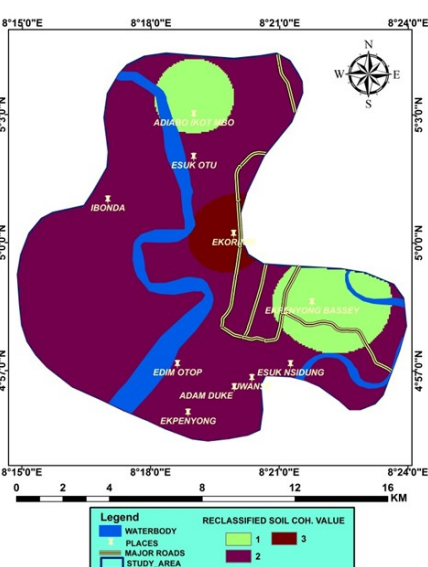 8°15'0"E 8°18'0"E 8°21'0"E 8°24'0"E
N
W E
S
5°3'0"N 5°3'0"N
ADIABO IKOT MBO
ESUK OTU
IBONDA
5°0'0"N 5°0'0"N
EKPENYONG BASSEY
4°57'0"N 4°57'0"N
EDIM OTOP
ESUK NSIDUNG
ADAM DUKE
EKPENYONG
8°15'0"E 8°18'0"E 8°21'0"E 8°24'0"E
0 2 4 8 12 16
KM
Legend
WATERBODY
PLACES
MAJOR ROADS
STUDY_AREA
RECLASSIFIED SOIL COH. VALUE
1 3
2